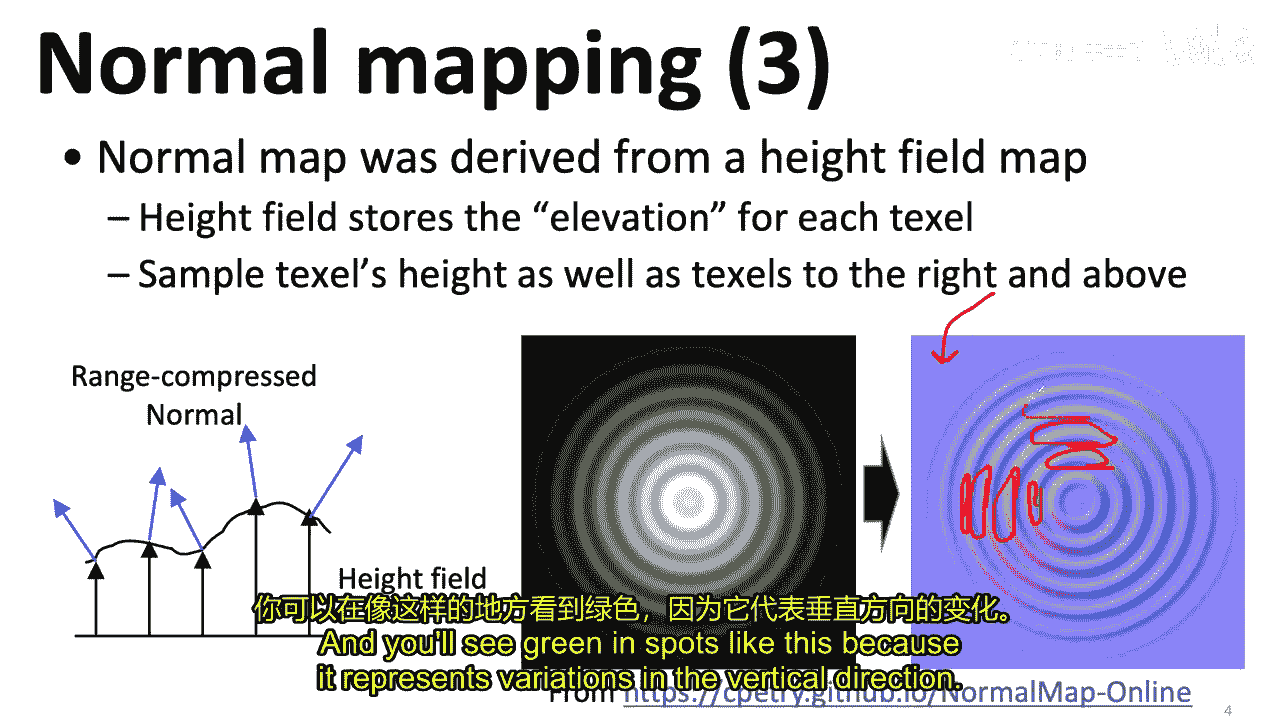 Normal mapping (3)
• Normal map was derived from a height field map
– Height field stores the “elevation” for each texel
– Sample texel’s height as well as texels to the right and above
Range-compressed
Normal
Height field
你可以在像这样的地方看到绿色，因为它代表垂直方向的变化。
And you'll see green in spots like this because
it represents variations in the vertical direction.
From https://cpetry.github.io/NormalMap-Online
4